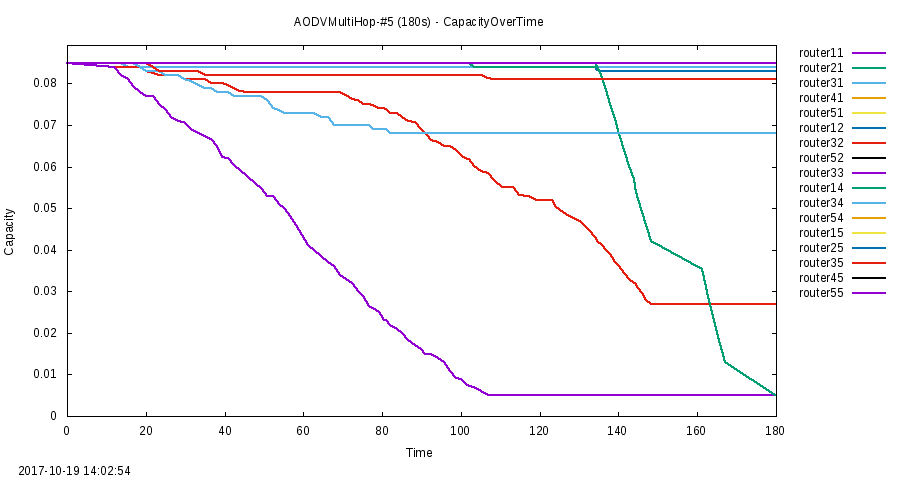 AODVMultiHop-#5 (180s) - CapacityOverTime
router11
router21
router31
router41
router51
router12
router32
router52
router33
router14
router34
router54
router15
router25
router35
router45
router55
0.08
0.07
0.06
0.05
0.04
0.03
0.02
0.01
0
Capacity
0 20 40 60 80 100 120 140 160 180
Time
2017-10-19 14:02:54